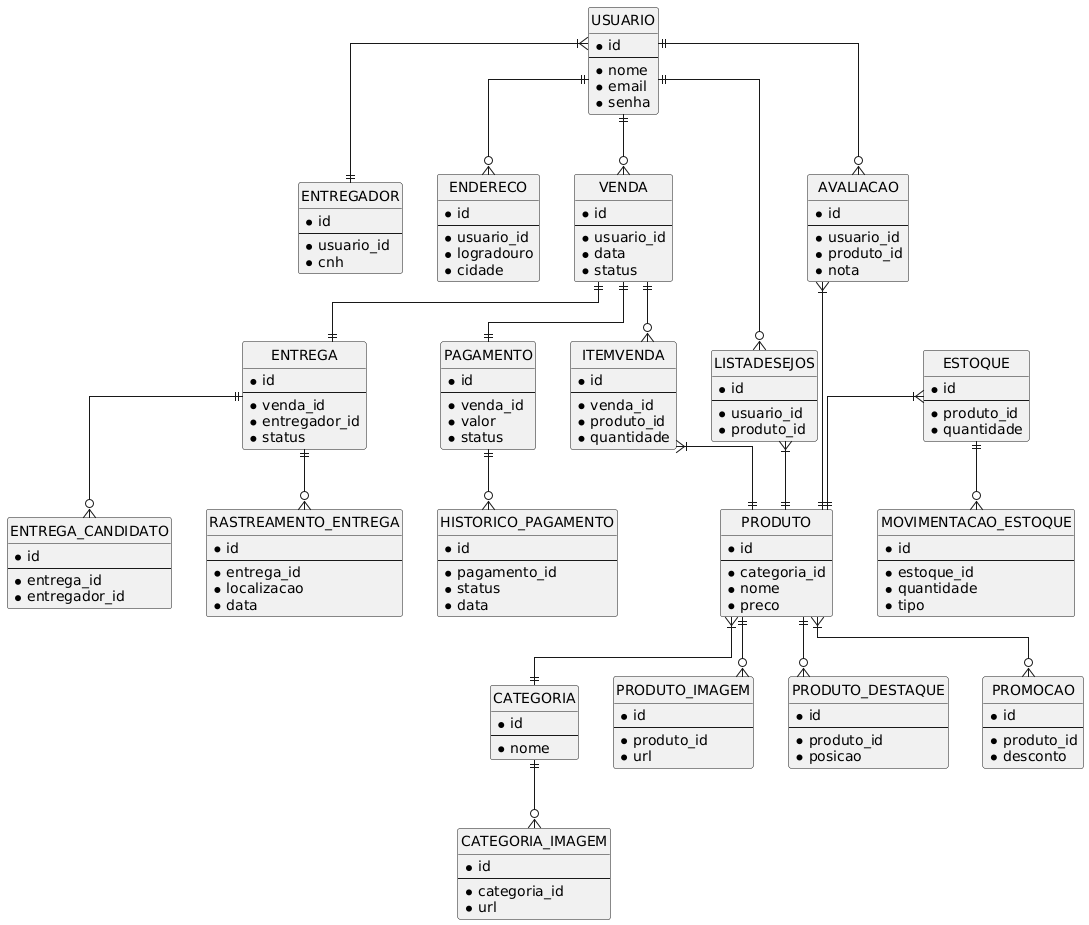 USUARIO
id
nome
email
senha
ENTREGADOR
id
usuario_id
cnh
ENDERECO
id
usuario_id
logradouro
cidade
VENDA
id
usuario_id
data
status
AVALIACAO
id
usuario_id
produto_id
nota
ENTREGA
id
venda_id
entregador_id
status
PAGAMENTO
id
venda_id
valor
status
ITEMVENDA
id
venda_id
produto_id
quantidade
LISTADESEJOS
id
usuario_id
produto_id
ESTOQUE
id
produto_id
quantidade
ENTREGA_CANDIDATO
id
entrega_id
entregador_id
RASTREAMENTO_ENTREGA
id
entrega_id
localizacao
data
HISTORICO_PAGAMENTO
id
pagamento_id
status
data
PRODUTO
id
categoria_id
nome
preco
MOVIMENTACAO_ESTOQUE
id
estoque_id
quantidade
tipo
CATEGORIA
id
nome
PRODUTO_IMAGEM
id
produto_id
url
PRODUTO_DESTAQUE
id
produto_id
posicao
PROMOCAO
id
produto_id
desconto
CATEGORIA_IMAGEM
id
categoria_id
url